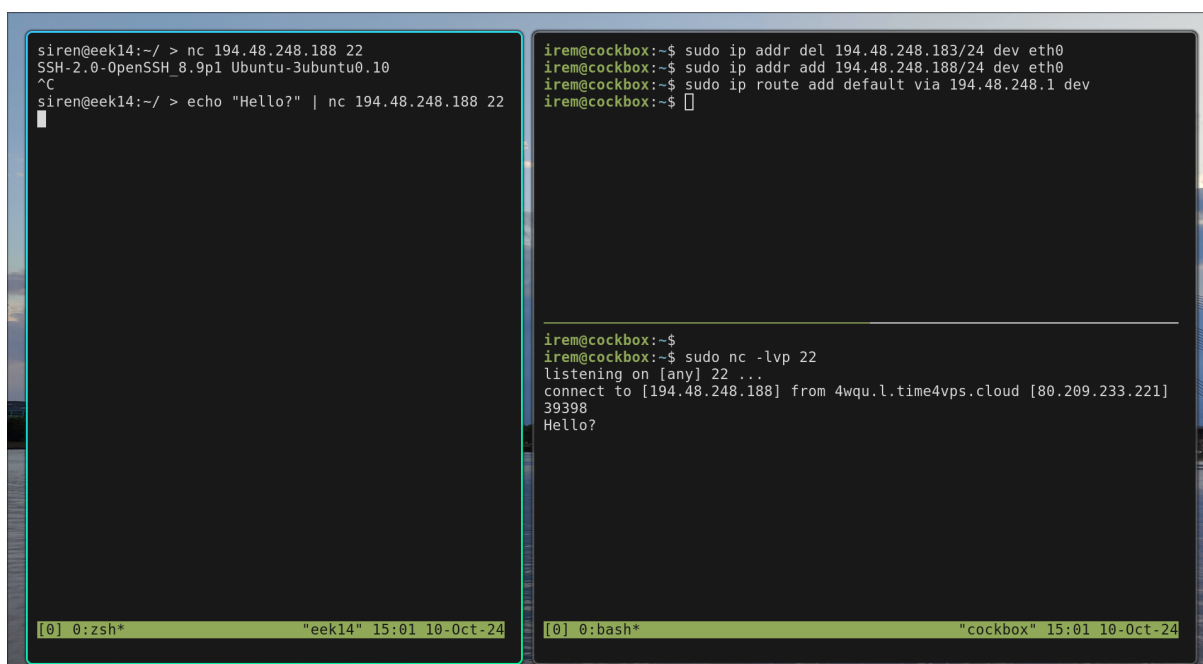 siren@eek14:~/ > nc 194.48.248.188 22
SSH-2.0-OpenSSH_8.9p1 Ubuntu-3ubuntu0.10
^C
siren@eek14:~/ > echo "Hello?" | nc 194.48.248.188 22
[0] 0:zsh* "eek14" 15:01 10-Oct-24
irem@cockbox:~$ sudo ip addr del 194.48.248.183/24 dev eth0
irem@cockbox:~$ sudo ip addr add 194.48.248.188/24 dev eth0
irem@cockbox:~$ sudo ip route add default via 194.48.248.1 dev
irem@cockbox:~$
irem@cockbox:~$
irem@cockbox:~$ sudo nc -lvp 22
listening on [any] 22 ...
connect to [194.48.248.188] from 4wqu.l.time4vps.cloud [80.209.233.221]
39398
Hello?
[0] 0:bash* "cockbox" 15:01 10-Oct-24